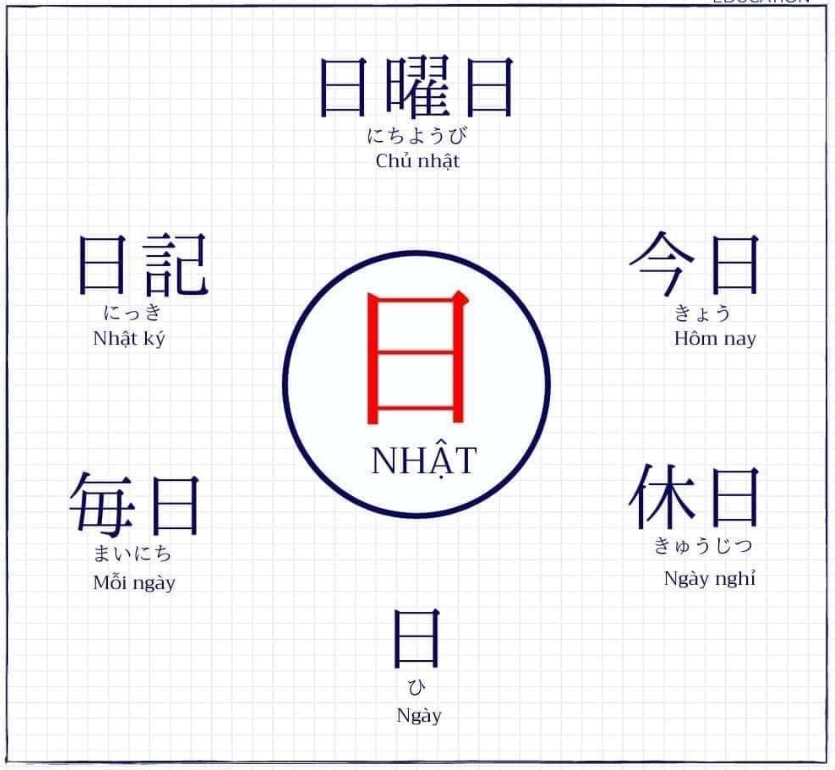 EDUCATION
日曜日
にちようび
Chủ nhật
日記
にっき
Nhật ký
今日
きょう
Hôm nay
日
NHẬT
毎日
まいにち
Mỗi ngày
休日
きゅうじつ
Ngày nghỉ
日
ひ
Ngày